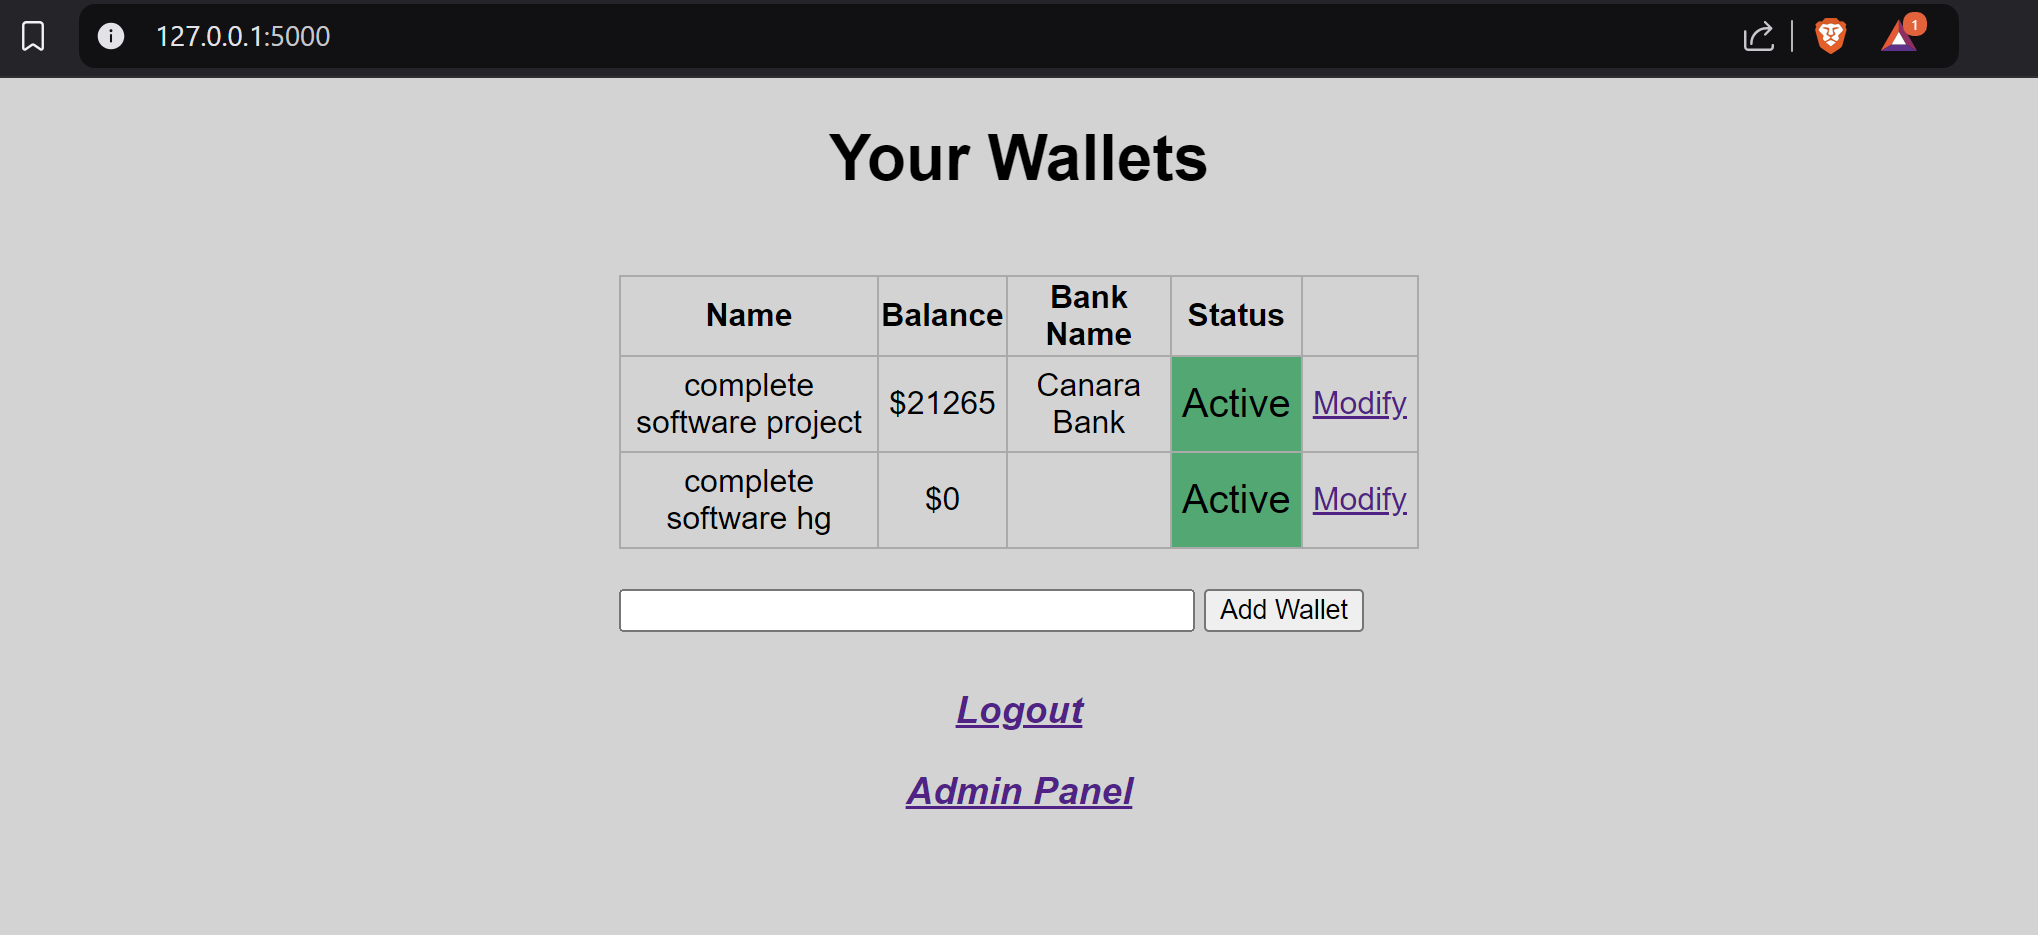 127.0.0.1:5000
1
Your Wallets
Name Balance Bank Name Status
complete software project $21265 Canara Bank Active Modify
complete software hg $0 Active Modify
Add Wallet
Logout
Admin Panel